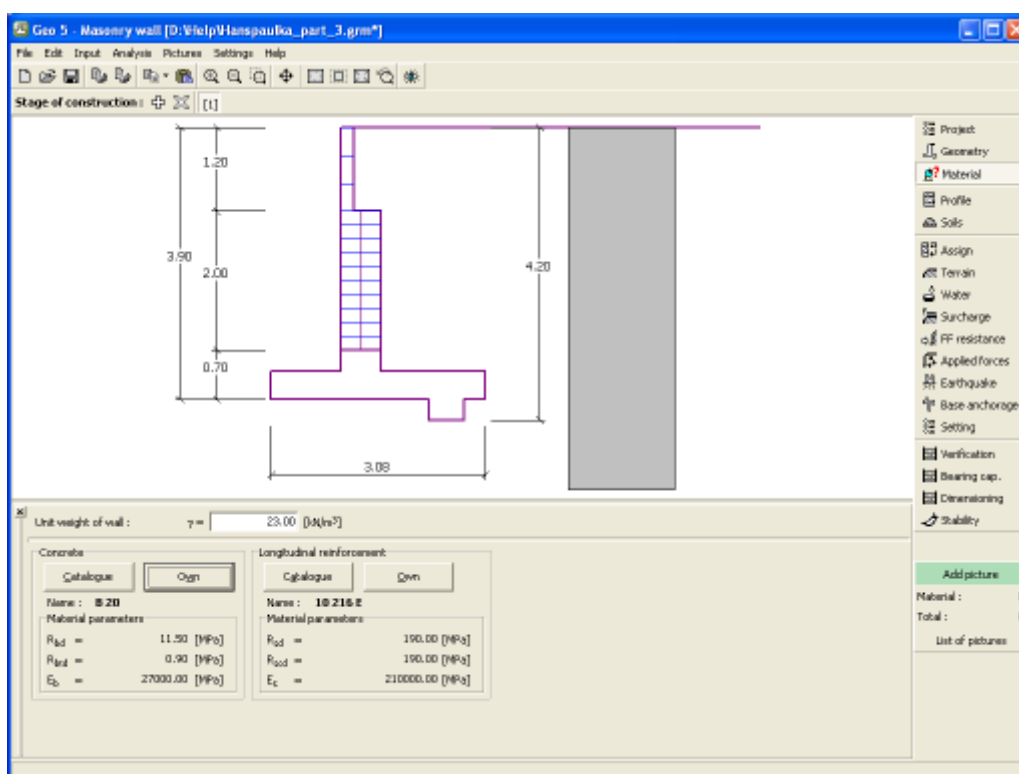 Geo 5 - Masonry wall [D:\Help\Hanspaulka_part_3.grm*]
File Edit Input Analysis Pictures Settings Help
Stage of construction : [1]
1.20
3.90
2.00
0.70
4.20
3.08
Project
Geometry
Material
Profile
Soils
Assign
Terrain
Water
Surcharge
FF resistance
Applied forces
Earthquake
Base anchorage
Setting
Verification
Bearing cap.
Dimensioning
Stability
Unit weight of wall : γ = 23.00 [kN/m³]
Concrete
Catalogue Own
Name : B 20
Material parameters
Rbd = 11.50 [MPa]
Rbtd = 0.90 [MPa]
Eb = 27000.00 [MPa]
Longitudinal reinforcement
Catalogue Own
Name : 10 216 E
Material parameters
Rsd = 190.00 [MPa]
Rscd = 190.00 [MPa]
210000.00 [MPa]
Add picture
Material :
Total :
List of pictures